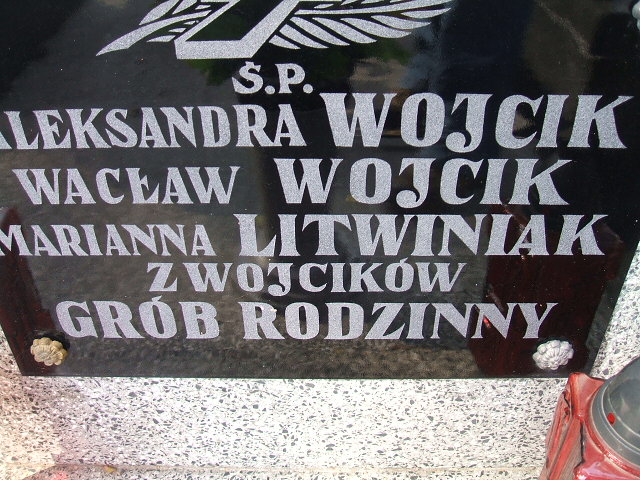 Ś.P.
ALEKSANDRA WOJCIK
WACŁAW WOJCIK
MARIANNA LITWINIAK
Z WOJCIKÓW
GRÓB RODZINNY